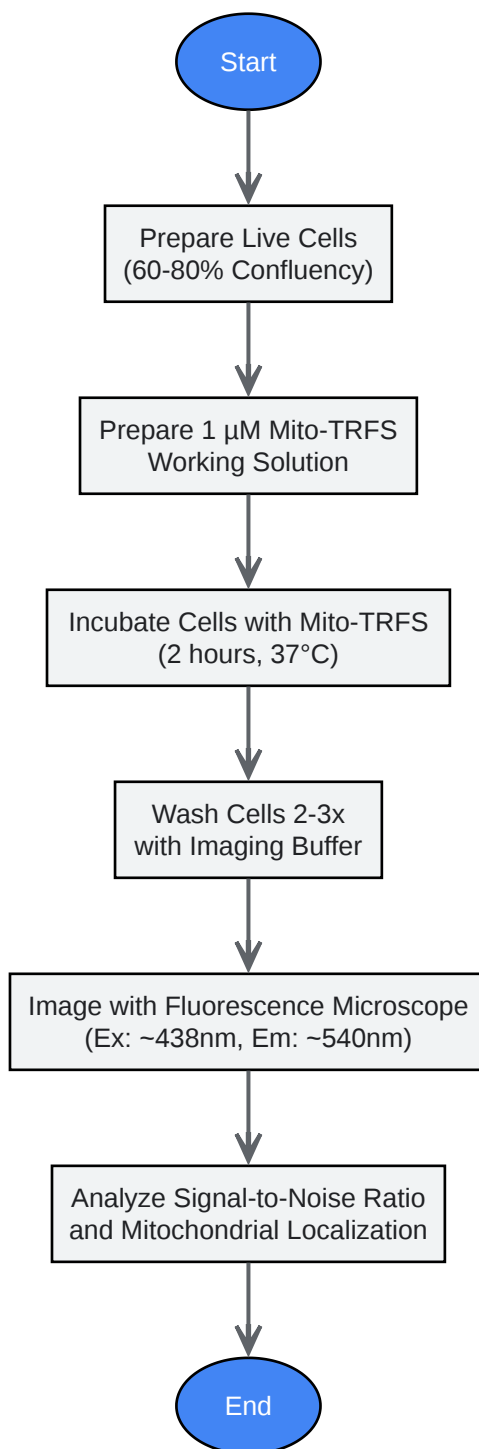 Start
Prepare Live Cells
(60-80% Confluency)
Prepare 1 µM Mito-TRFS
Working Solution
Incubate Cells with Mito-TRFS
(2 hours, 37°C)
Wash Cells 2-3x
with Imaging Buffer
Image with Fluorescence Microscope
(Ex: ~438nm, Em: ~540nm)
Analyze Signal-to-Noise Ratio
and Mitochondrial Localization
End